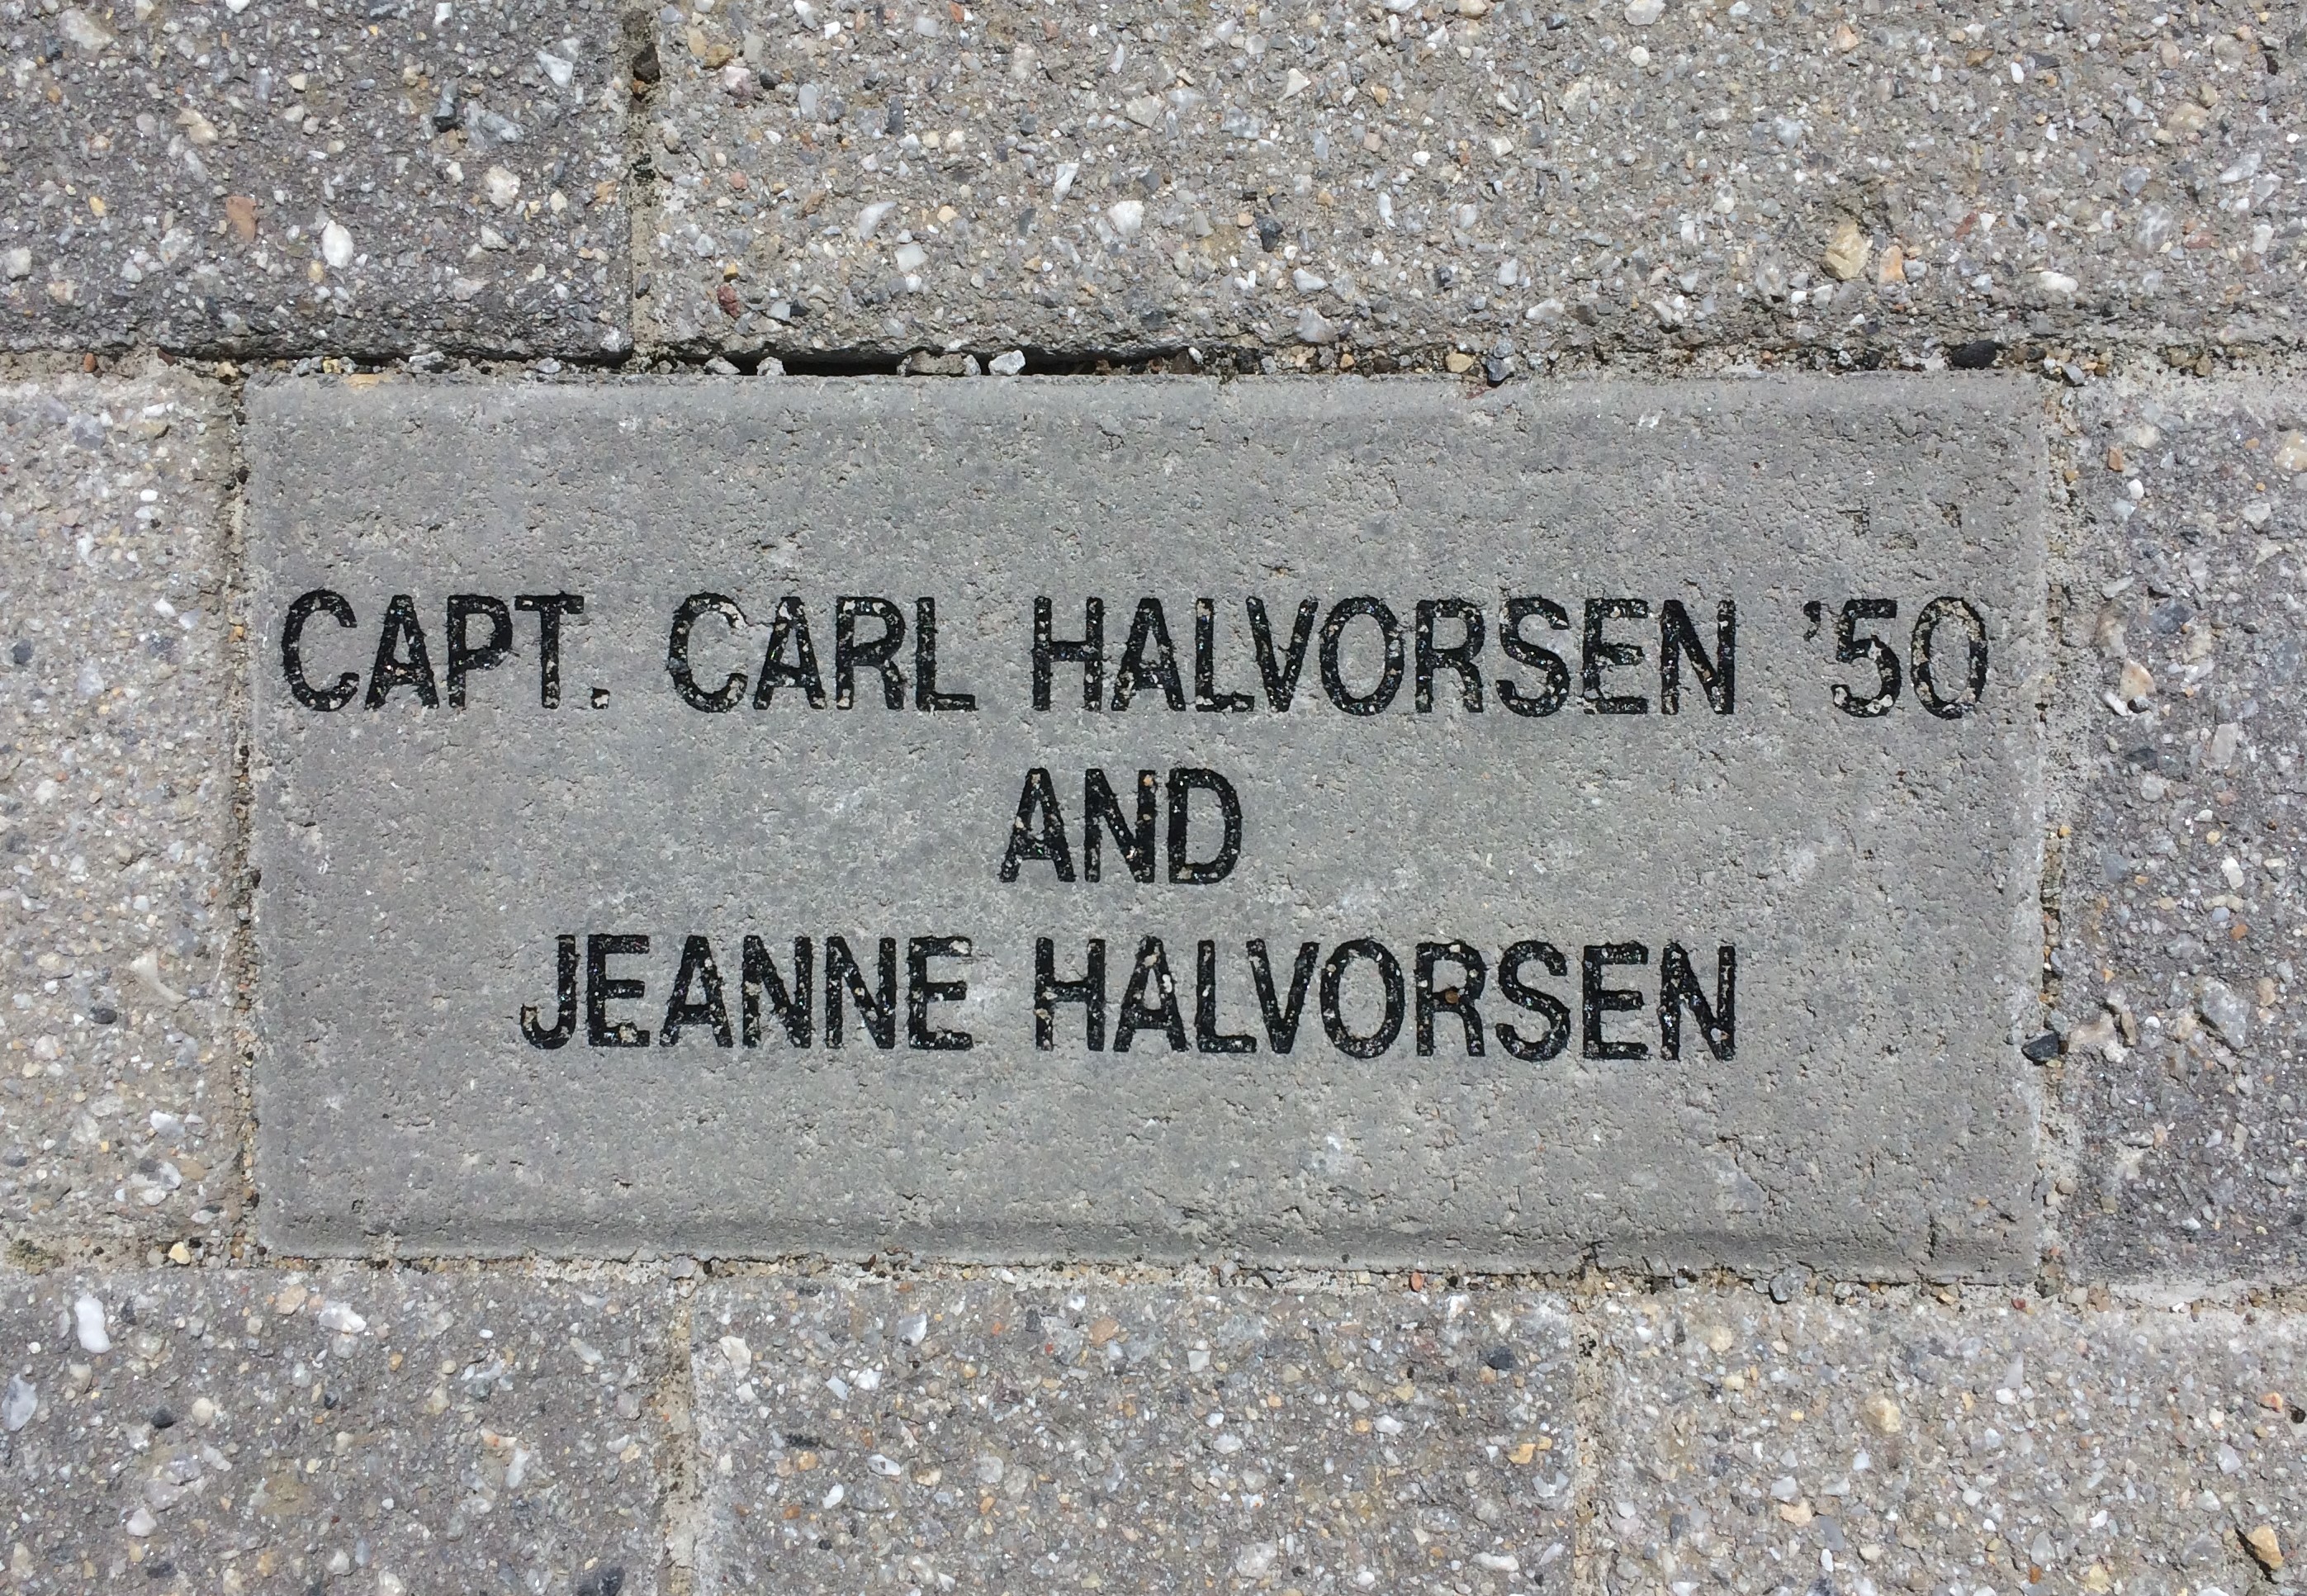 CAPT. CARL HALVORSEN '50
AND
JEANNE HALVORSEN